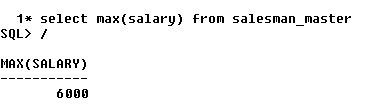 1* select max(salary) from salesman_master
SQL> /
MAX(SALARY)
-----------
6000